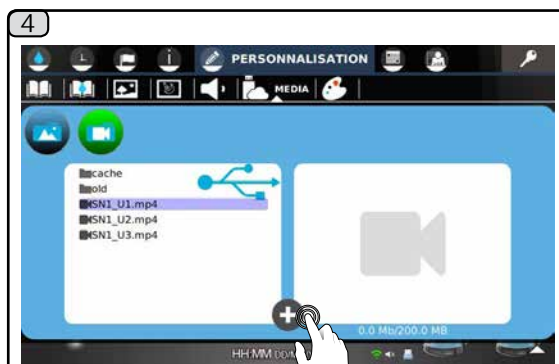 4
PERSONNALISATION
MEDIA
cache
old
SN1_U1.mp4
SN1_U2.mp4
SN1_U3.mp4
0.0 Mb/200.0 MB
HH:MM